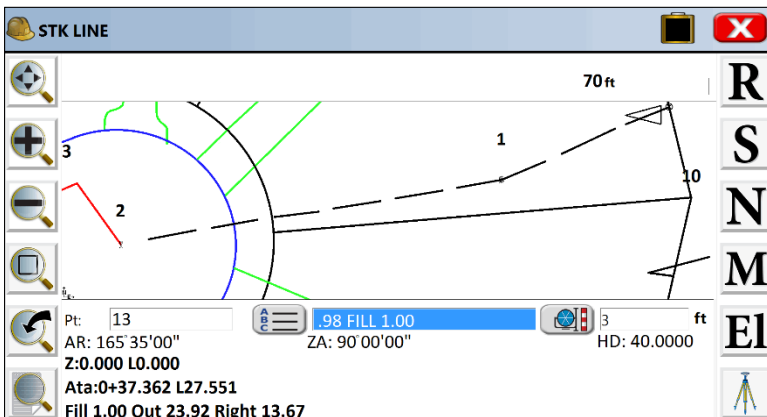 STK LINE
70 ft
R
3
1
S
10
2
N
M
Pt: 13 A B C .98 FILL 1.00 3 ft
El
AR: 165°35'00" ZA: 90°00'00" HD: 40.0000
Z:0.000 L0.000
Ata:0+37.362 L27.551
Fill 1.00 Out 23.92 Right 13.67